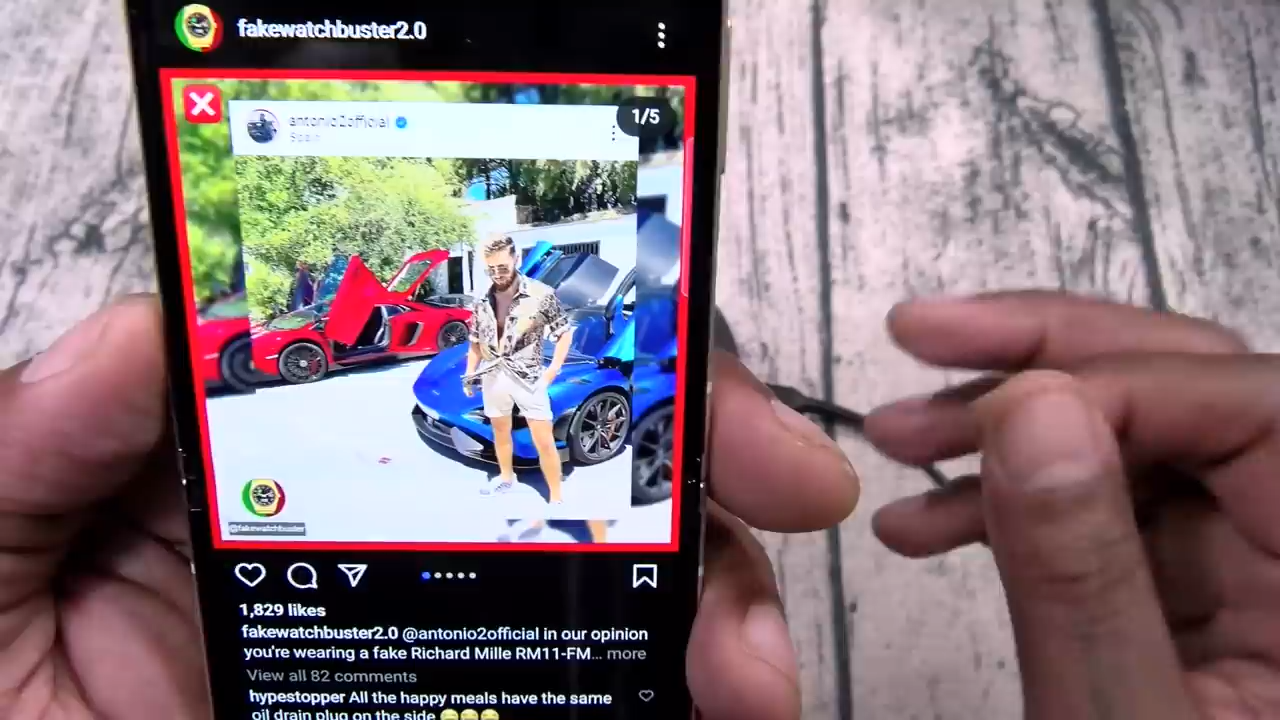 fakewatchbuster2.0
1/5
antonio2official
Spain
@fakewatchbuster
1,829 likes
fakewatchbuster2.0 @antonio2official in our opinion
you're wearing a fake Richard Mille RM11-FM... more
View all 82 comments
hypestopper All the happy meals have the same
oil drain plug on the side 😂😂😂